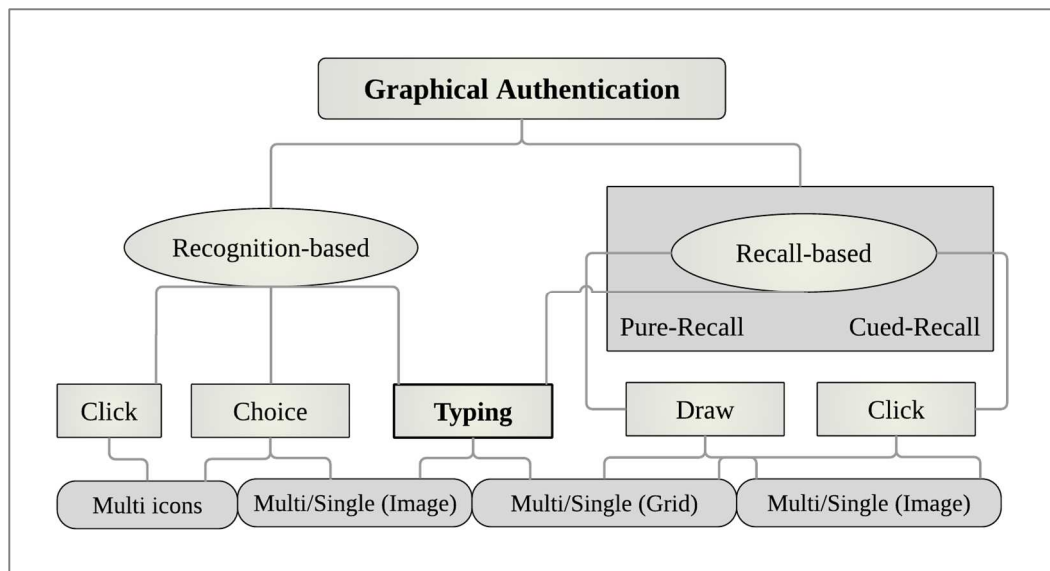 Graphical Authentication
Recognition-based
Recall-based
Pure-Recall
Cued-Recall
Click
Choice
Typing
Draw
Click
Multi icons
Multi/Single (Image)
Multi/Single (Grid)
Multi/Single (Image)